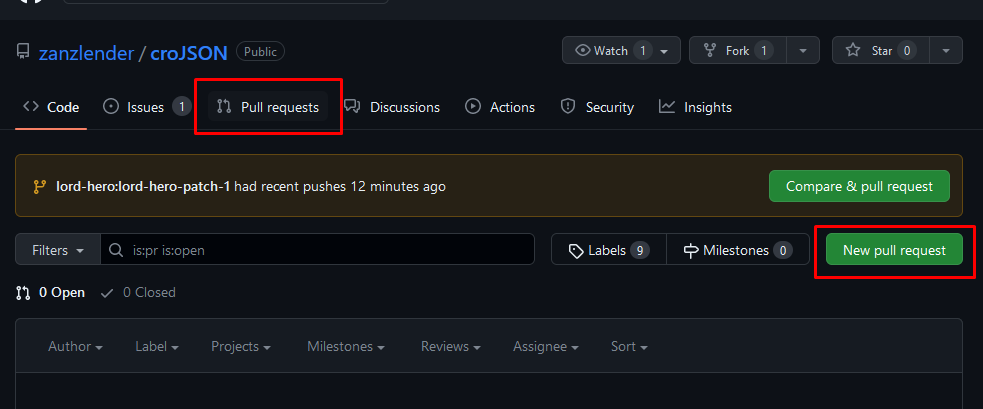 zanzlender / croJSON Public Watch 1 Fork 1 Star 0
Code Issues 1 Pull requests Discussions Actions Security Insights
lord-hero:lord-hero-patch-1 had recent pushes 12 minutes ago Compare & pull request
Filters is:pr is:open Labels 9 Milestones 0 New pull request
0 Open 0 Closed
Author Label Projects Milestones Reviews Assignee Sort